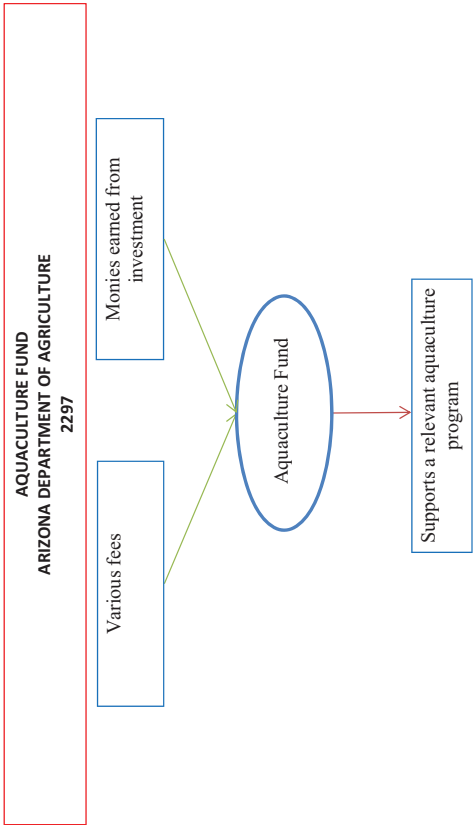 AQUACULTURE FUND
ARIZONA DEPARTMENT OF AGRICULTURE
2297
Various fees
Monies earned from
investment
Aquaculture Fund
Supports a relevant aquaculture
program